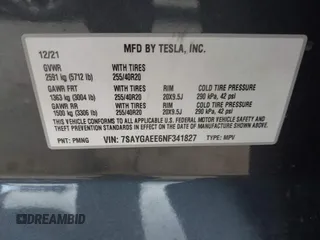 MFD BY TESLA, INC.
12/21
GVWR WITH TIRES
2591 kg (5712 lb) 255/40R20
GAWR FRT WITH TIRES RIM COLD TIRE PRESSURE
1363 kg (3004 lb) 255/40R20 20X9.5J 290 kPa, 42 psi
GAWR RR WITH TIRES RIM COLD TIRE PRESSURE
1500 kg (3306 lb) 255/40R20 20X9.5J 290 kPa, 42 psi
THIS VEHICLE CONFORMS TO ALL APPLICABLE
U.S. FEDERAL MOTOR VEHICLE SAFETY AND
THEFT PREVENTION STANDARDS IN EFFECT ON
THE DATE OF MANUFACTURE SHOWN ABOVE.
PNT: PMNG VIN: 7SAYGAEE6NF341827 TYPE: MPV
DREAMBID